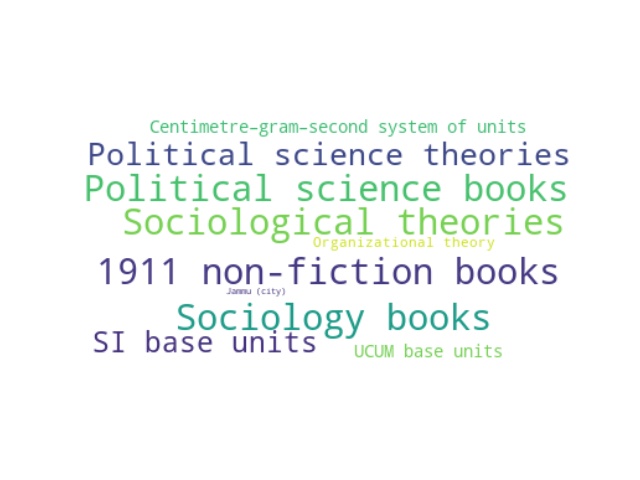 Centimetre–gram–second system of units
Political science theories
Political science books
Sociological theories
Organizational theory
1911 non-fiction books
Jammu (city)
Sociology books
SI base units
UCUM base units